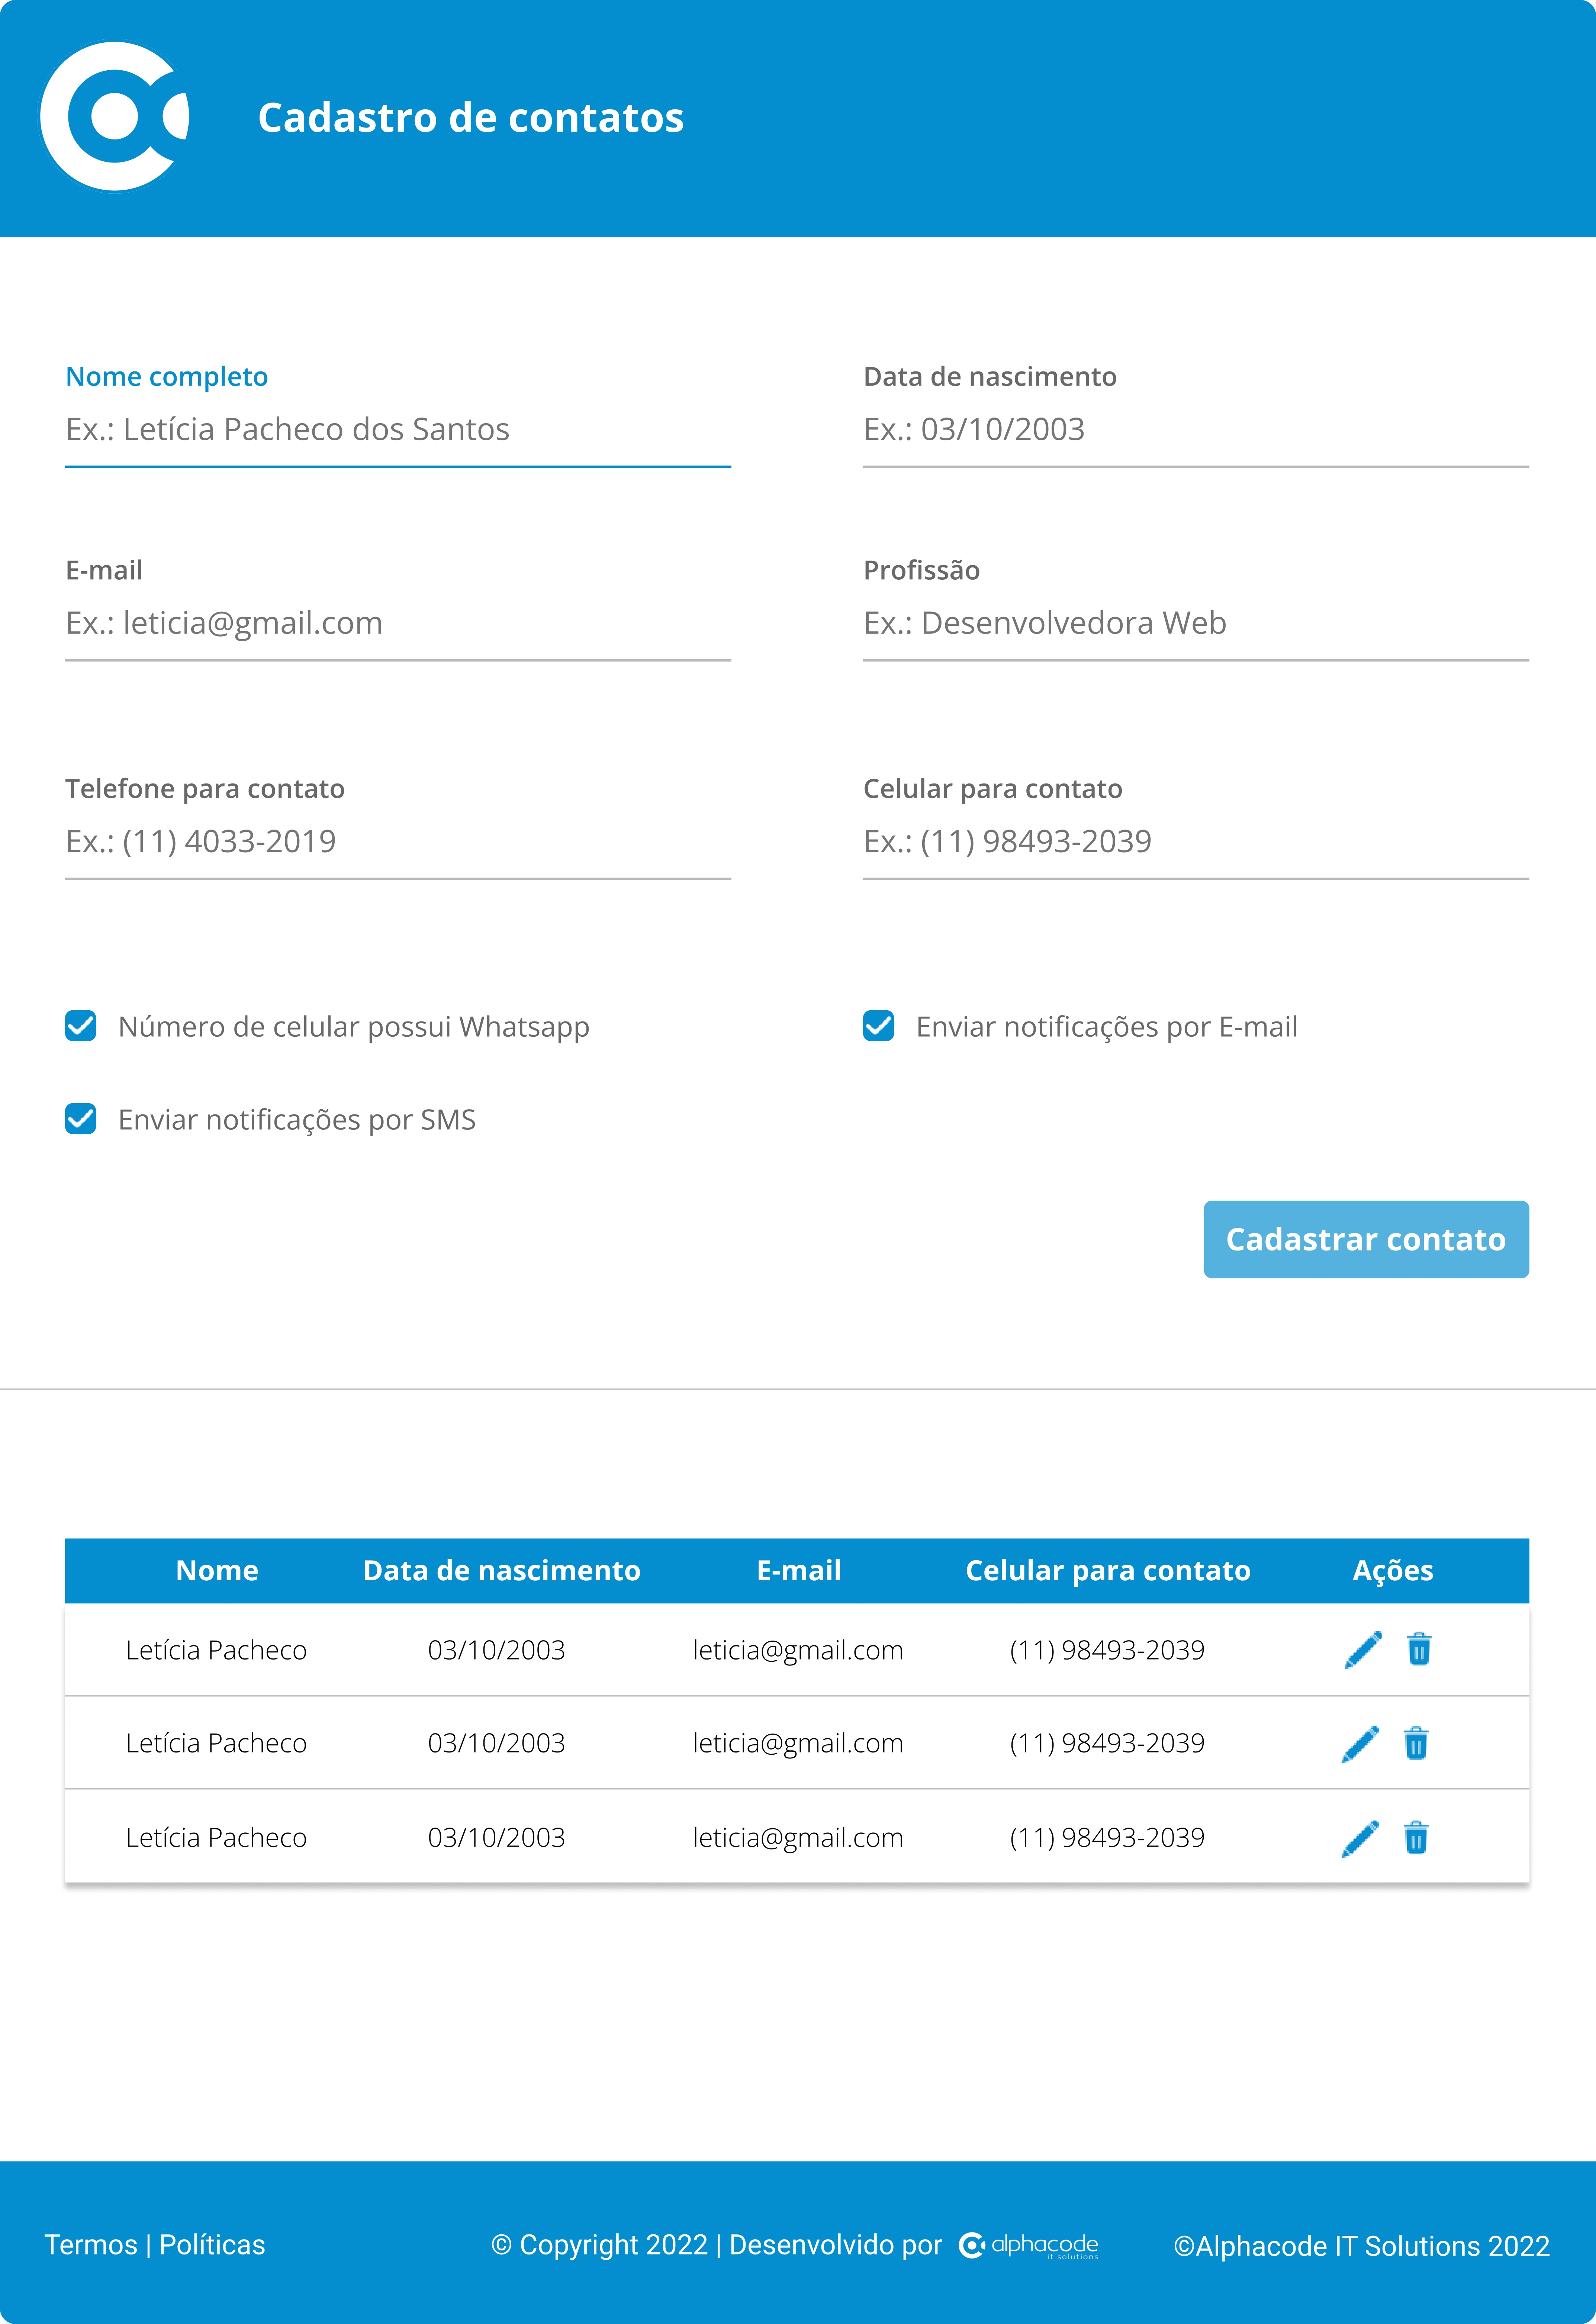 Cadastro de contatos
Nome completo
Ex.: Letícia Pacheco dos Santos
Data de nascimento
Ex.: 03/10/2003
E-mail
Ex.: leticia@gmail.com
Profissão
Ex.: Desenvolvedora Web
Telefone para contato
Ex.: (11) 4033-2019
Celular para contato
Ex.: (11) 98493-2039
Número de celular possui Whatsapp
Enviar notificações por E-mail
Enviar notificações por SMS
Cadastrar contato
Nome Data de nascimento E-mail Celular para contato Ações
Letícia Pacheco 03/10/2003 leticia@gmail.com (11) 98493-2039
Letícia Pacheco 03/10/2003 leticia@gmail.com (11) 98493-2039
Letícia Pacheco 03/10/2003 leticia@gmail.com (11) 98493-2039
Termos | Políticas
© Copyright 2022 | Desenvolvido por alphacode
it solutions
©Alphacode IT Solutions 2022